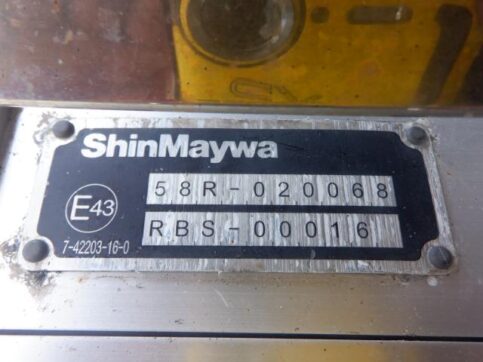 ShinMaywa
58R-020068
E43
RBS-00016
7-42203-16-0